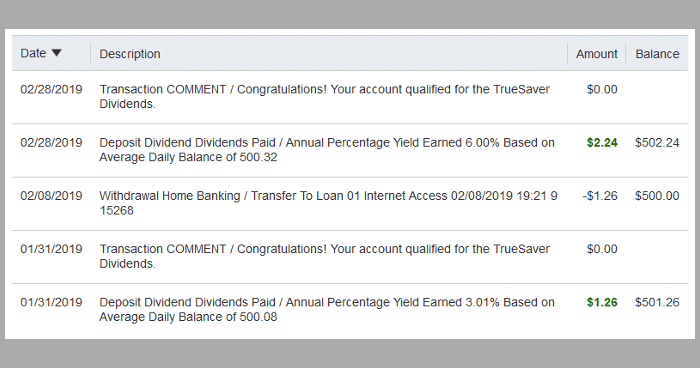 Date ▼ Description Amount Balance
02/28/2019 Transaction COMMENT / Congratulations! Your account qualified for the TrueSaver $0.00
Dividends.
02/28/2019 Deposit Dividend Dividends Paid / Annual Percentage Yield Earned 6.00% Based on $2.24 $502.24
Average Daily Balance of 500.32
02/08/2019 Withdrawal Home Banking / Transfer To Loan 01 Internet Access 02/08/2019 19:21 9 -$1.26 $500.00
15268
01/31/2019 Transaction COMMENT / Congratulations! Your account qualified for the TrueSaver $0.00
Dividends.
01/31/2019 Deposit Dividend Dividends Paid / Annual Percentage Yield Earned 3.01% Based on $1.26 $501.26
Average Daily Balance of 500.08